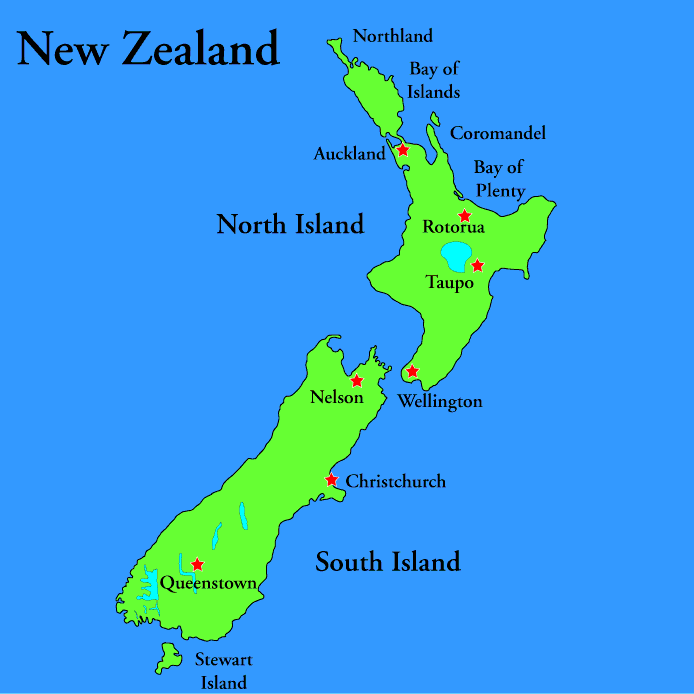 New Zealand
Northland
Bay of
Islands
Coromandel
Auckland
Bay of
Plenty
North Island
Rotorua
Taupo
Nelson
Wellington
Christchurch
South Island
Queenstown
Stewart
Island